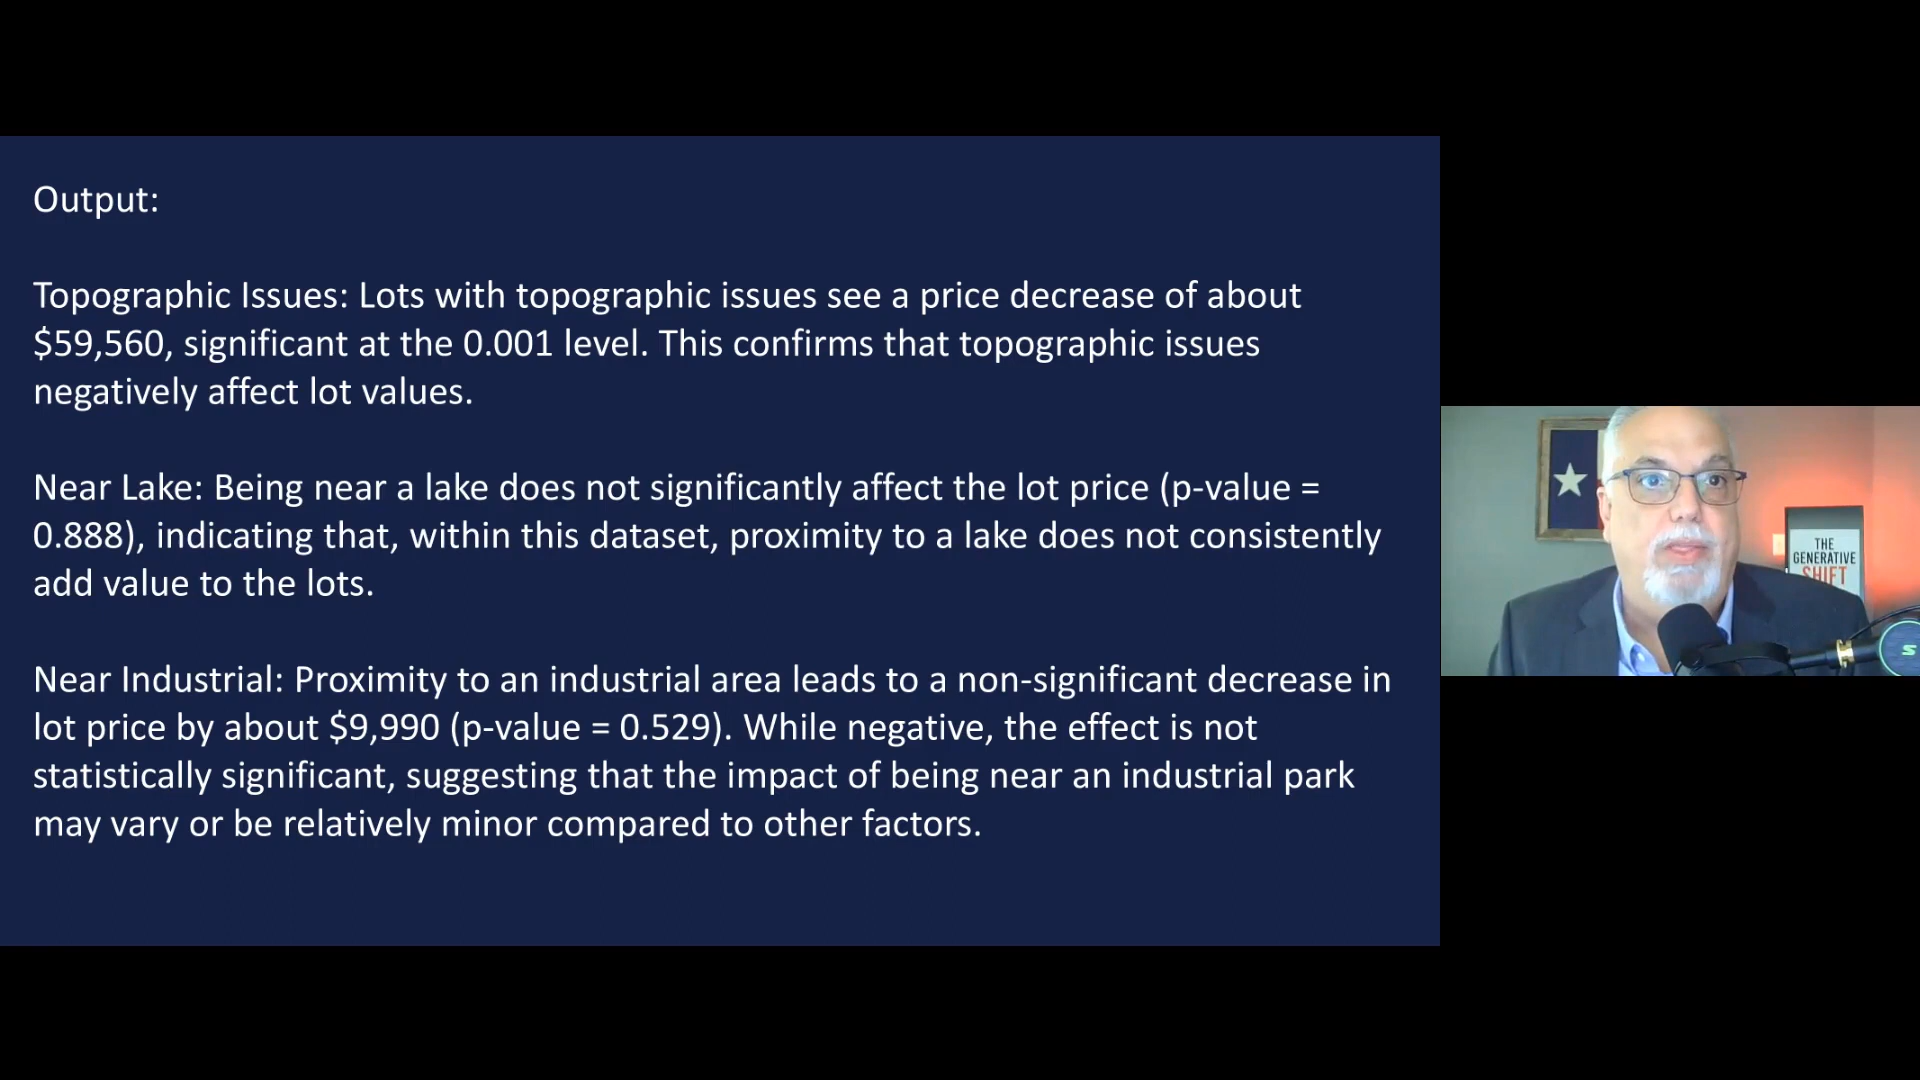 Output:
Topographic Issues: Lots with topographic issues see a price decrease of about
$59,560, significant at the 0.001 level. This confirms that topographic issues
negatively affect lot values.
Near Lake: Being near a lake does not significantly affect the lot price (p-value =
0.888), indicating that, within this dataset, proximity to a lake does not consistently
add value to the lots.
Near Industrial: Proximity to an industrial area leads to a non-significant decrease in
lot price by about $9,990 (p-value = 0.529). While negative, the effect is not
statistically significant, suggesting that the impact of being near an industrial park
may vary or be relatively minor compared to other factors.
THE
GENERATIVE
SHIFT
S